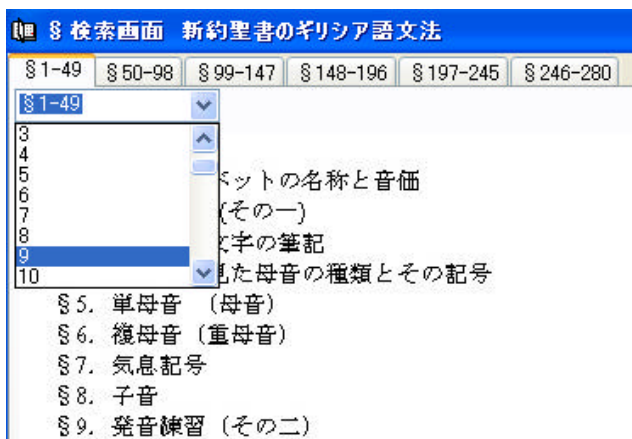 §検索画面 新約聖書のギリシア語文法
§1-49 §50-98 §99-147 §148-196 §197-245 §246-280
§1-49
3
4
5
6
7
8
9
10
ベットの名称と音価
(その一)
文字の筆記
見た母音の種類とその記号
§5. 単母音 (母音)
§6. 複母音 (重母音)
§7. 気息記号
§8. 子音
§9. 発音練習 (その二)